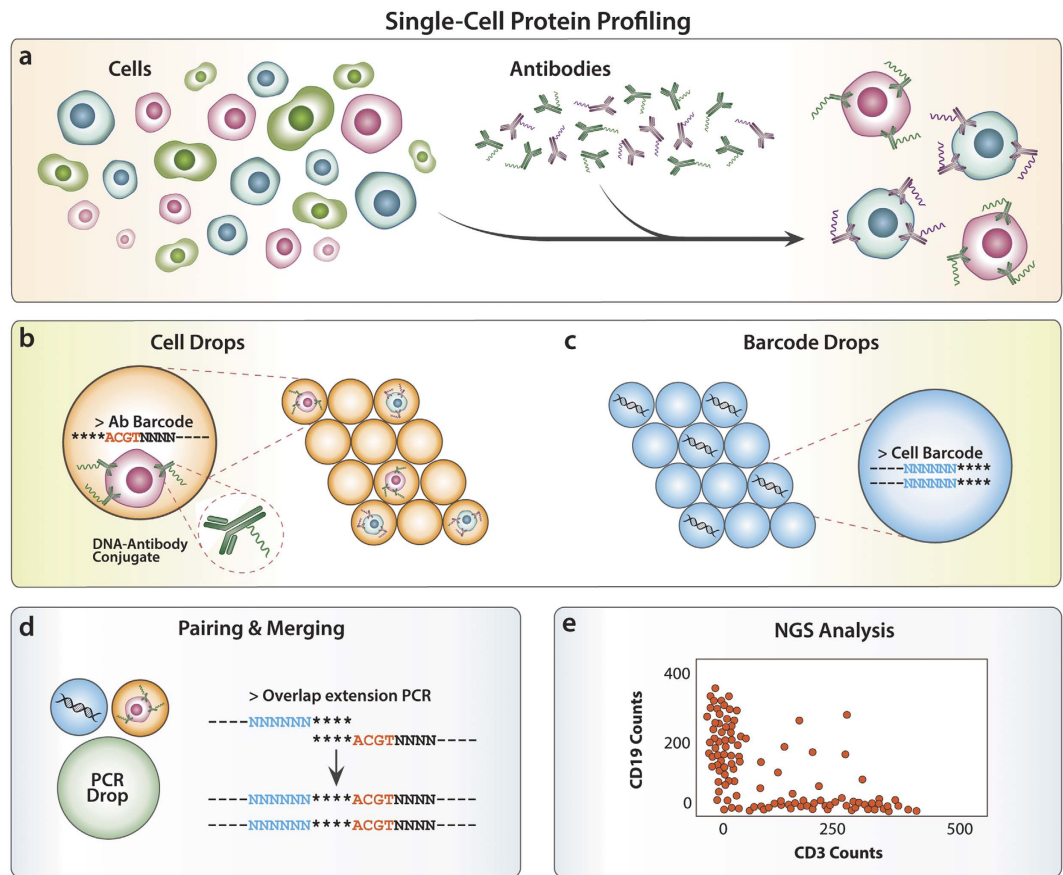 Single-Cell Protein Profiling
a
Cells
Antibodies
b
Cell Drops
> Ab Barcode
****ACGTNNNN----
DNA-Antibody
Conjugate
c
Barcode Drops
> Cell Barcode
----NNNNNN****
----NNNNNN****
d
Pairing & Merging
PCR
Drop
> Overlap extension PCR
----NNNNNN****
****ACGTNNNN----
----NNNNNN****ACGTNNNN----
----NNNNNN****ACGTNNNN----
e
NGS Analysis
CD19 Counts
400
200
0
0 250 500
CD3 Counts